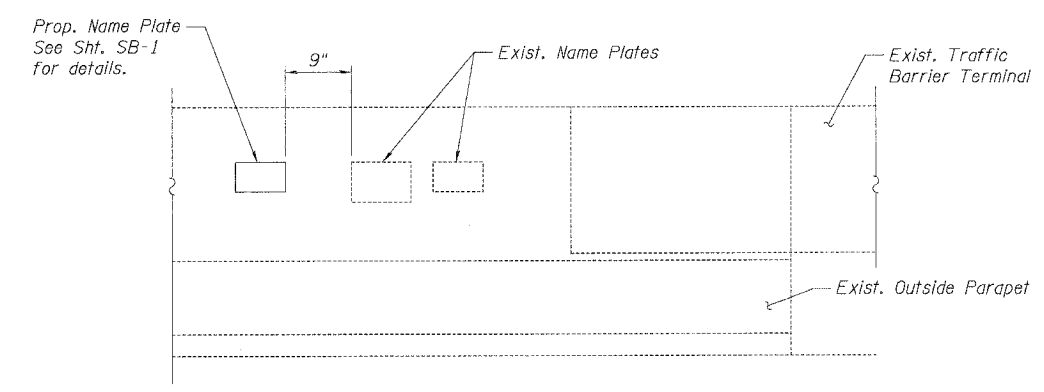 Prop. Name Plate
See Sht. SB-1
for details.
9"
Exist. Name Plates
Exist. Traffic
Barrier Terminal
Exist. Outside Parapet